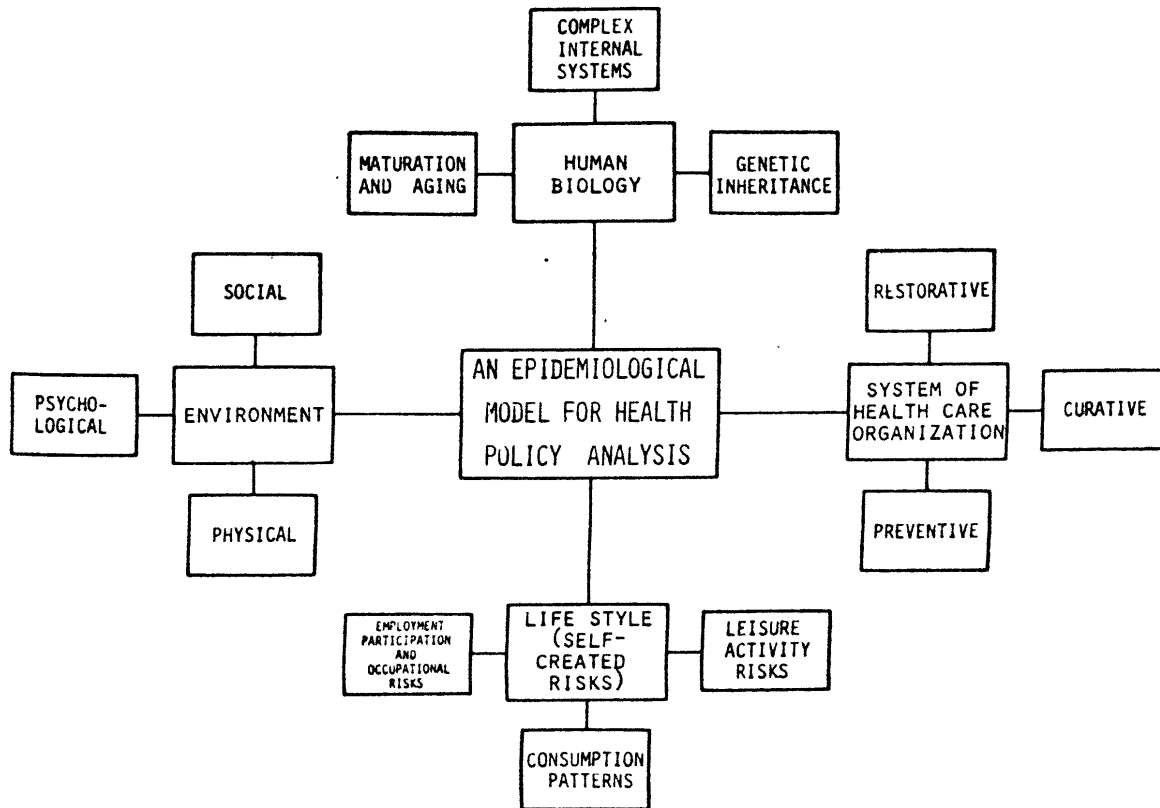 COMPLEX
INTERNAL
SYSTEMS
MATURATION
AND AGING
HUMAN
BIOLOGY
GENETIC
INHERITANCE
SOCIAL
RESTORATIVE
PSYCHO-
LOGICAL
ENVIRONMENT
AN EPIDEMIOLOGICAL
MODEL FOR HEALTH
POLICY ANALYSIS
SYSTEM OF
HEALTH CARE
ORGANIZATION
CURATIVE
PHYSICAL
PREVENTIVE
EMPLOYMENT
PARTICIPATION
AND
OCCUPATIONAL
RISKS
LIFE STYLE
(SELF-
CREATED
RISKS)
LEISURE
ACTIVITY
RISKS
CONSUMPTION
PATTERNS